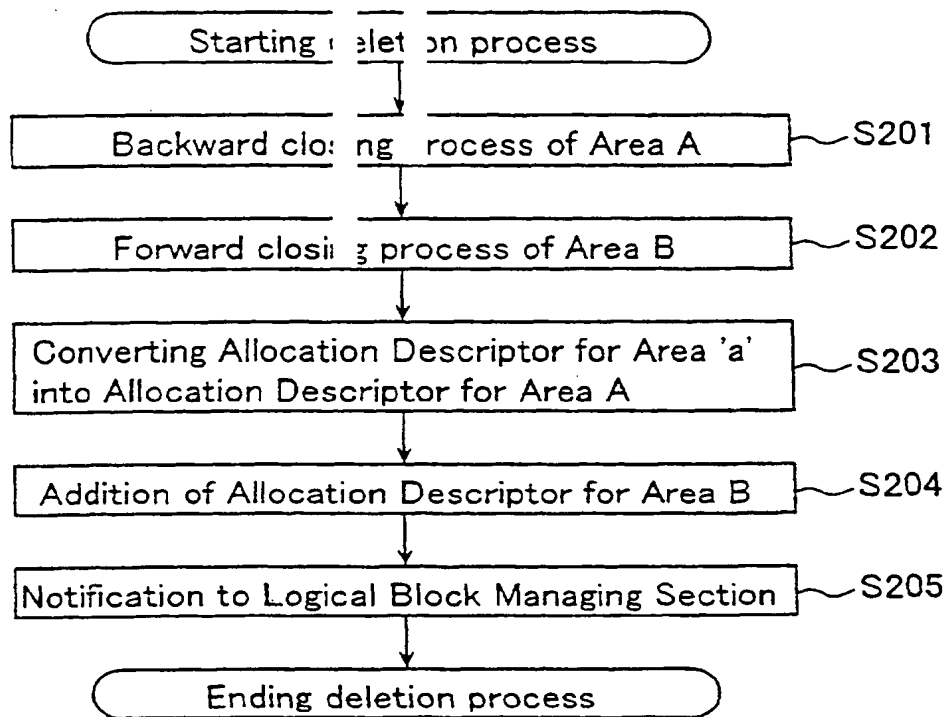 Starting deletion process
Backward closing process of Area A
S201
Forward closing process of Area B
S202
Converting Allocation Descriptor for Area 'a'
into Allocation Descriptor for Area A
S203
Addition of Allocation Descriptor for Area B
S204
Notification to Logical Block Managing Section
S205
Ending deletion process